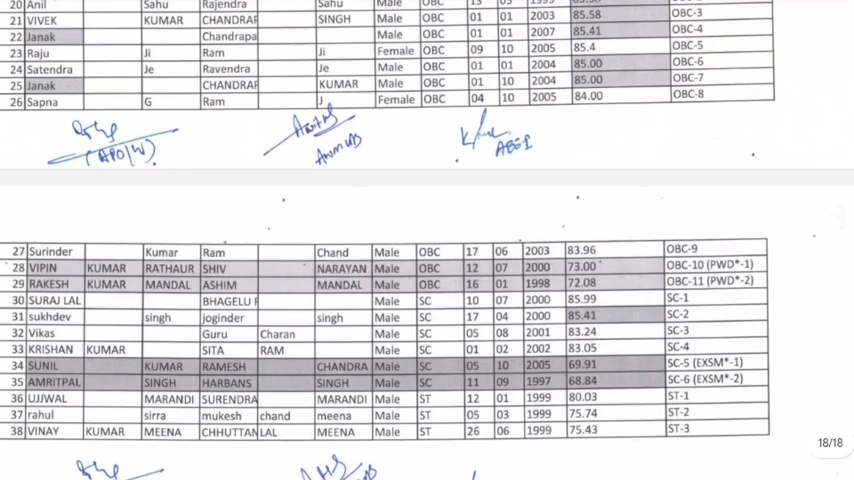 20 Anil Sahu Rajendra Sahu Male OBC 13 1999
21 VIVEK KUMAR CHANDRAP SINGH Male OBC 01 01 2003 85.58 OBC-3
22 Janak Chandrapa Male OBC 01 01 2007 85.41 OBC-4
23 Raju Ji Ram Ji Female OBC 09 10 2005 85.4 OBC-5
24 Satendra Je Ravendra Je Male OBC 01 01 2004 85.00 OBC-6
25 Janak CHANDRAP KUMAR Male OBC 01 10 2004 85.00 OBC-7
26 Sapna G Ram J Female OBC 04 10 2005 84.00 OBC-8
(APO/W)
27 Surinder Kumar Ram Chand Male OBC 17 06 2003 83.96 OBC-9
28 VIPIN KUMAR RATHAUR SHIV NARAYAN Male OBC 12 07 2000 73.00 OBC-10 (PWD*-1)
29 RAKESH KUMAR MANDAL ASHIM MANDAL Male OBC 16 01 1998 72.08 OBC-11 (PWD*-2)
30 SURAJ LAL BHAGELU Male SC 10 07 2000 85.99 SC-1
31 sukhdev singh joginder singh Male SC 17 04 2000 85.41 SC-2
32 Vikas Guru Charan Male SC 05 08 2001 83.24 SC-3
33 KRISHAN KUMAR SITA RAM Male SC 01 02 2002 83.05 SC-4
34 SUNIL KUMAR RAMESH CHANDRA Male SC 05 10 2005 69.91 SC-5 (EXSM*-1)
35 AMRITPAL SINGH HARBANS SINGH Male SC 11 09 1997 68.84 SC-6 (EXSM*-2)
36 UJJWAL MARANDI SURENDRA MARANDI Male ST 12 01 1999 80.03 ST-1
37 rahul sirra mukesh chand meena Male ST 05 03 1999 75.74 ST-2
38 VINAY KUMAR MEENA CHHUTTAN LAL MEENA Male ST 26 06 1999 75.43 ST-3
18/18